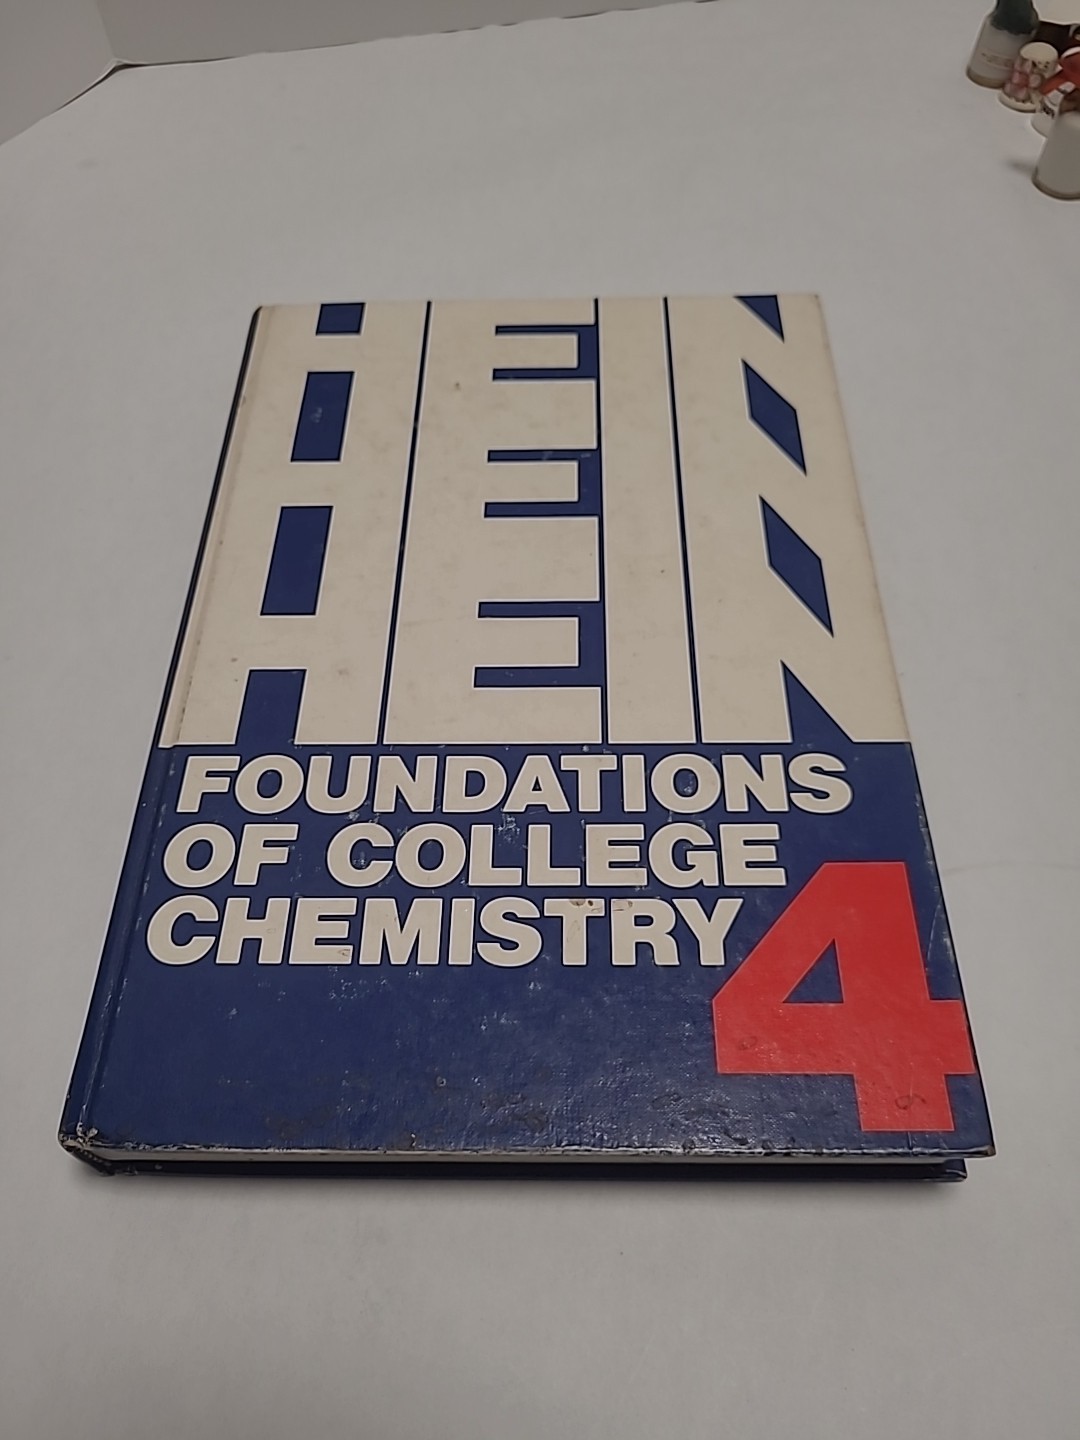 HEIN
FOUNDATIONS
OF COLLEGE
CHEMISTRY
4